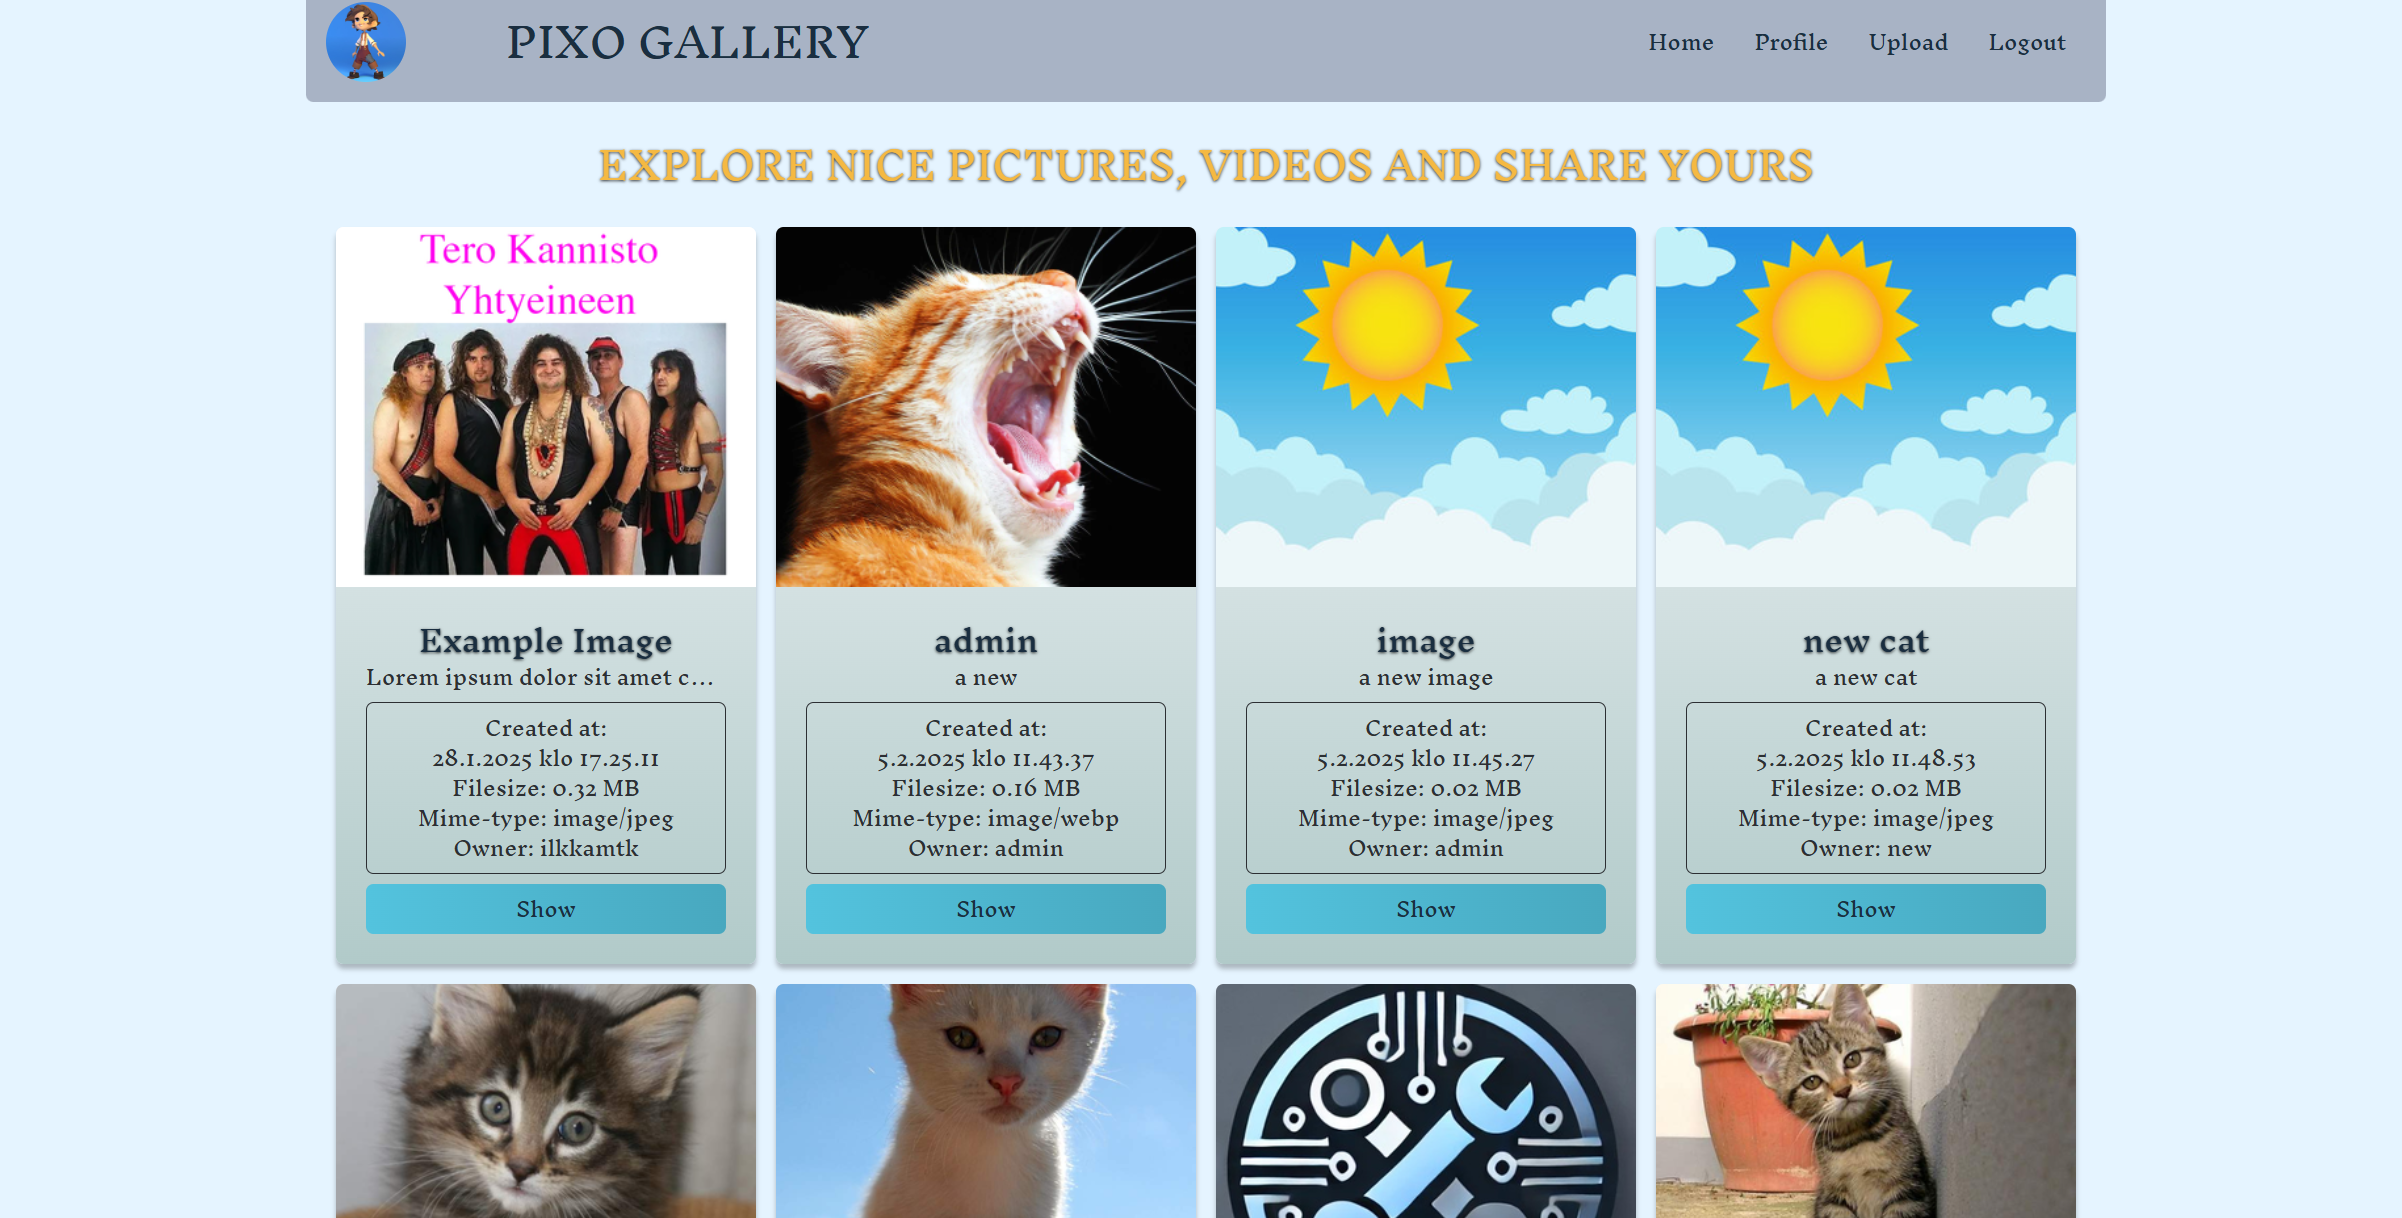 PIXO GALLERY
Home Profile Upload Logout
EXPLORE NICE PICTURES, VIDEOS AND SHARE YOURS
Tero Kannisto
Yhtyeineen
Example Image
Lorem ipsum dolor sit amet c...
Created at:
28.1.2025 klo 17.25.11
Filesize: 0.32 MB
Mime-type: image/jpeg
Owner: ilkkamtk
Show
admin
a new
Created at:
5.2.2025 klo 11.43.37
Filesize: 0.16 MB
Mime-type: image/webp
Owner: admin
Show
image
a new image
Created at:
5.2.2025 klo 11.45.27
Filesize: 0.02 MB
Mime-type: image/jpeg
Owner: admin
Show
new cat
a new cat
Created at:
5.2.2025 klo 11.48.53
Filesize: 0.02 MB
Mime-type: image/jpeg
Owner: new
Show